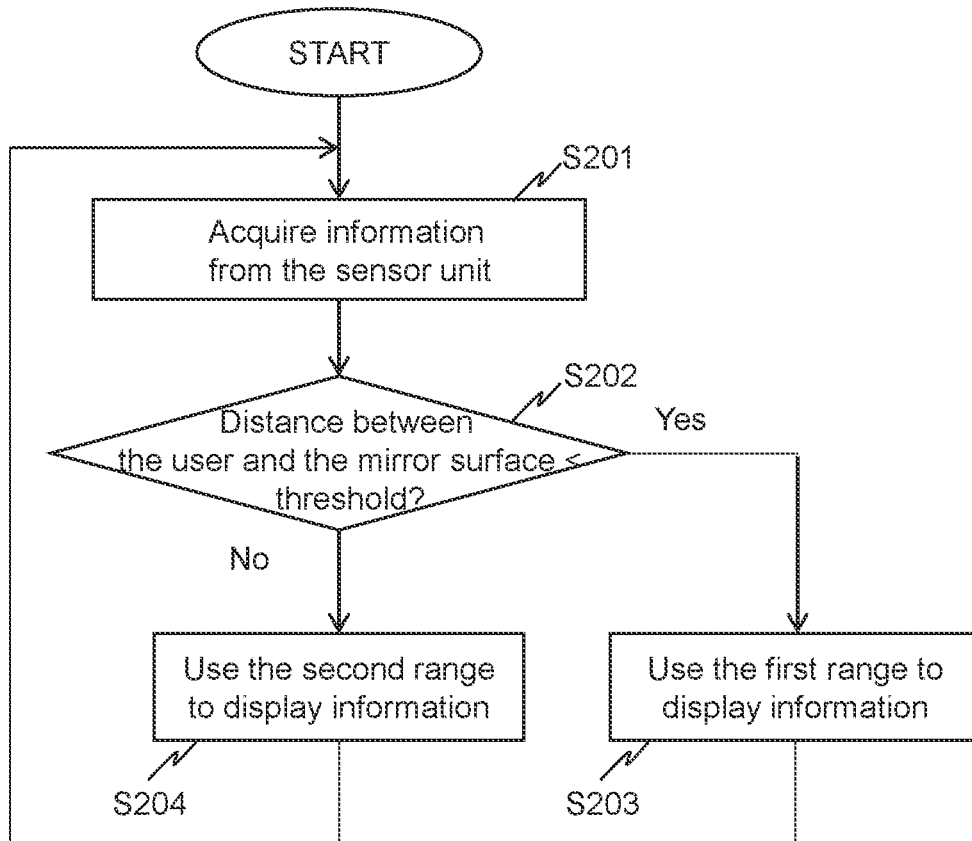 START
S201
Acquire information
from the sensor unit
S202
Distance between
the user and the mirror surface <
threshold?
Yes
No
Use the second range
to display information
Use the first range to
display information
S204
S203